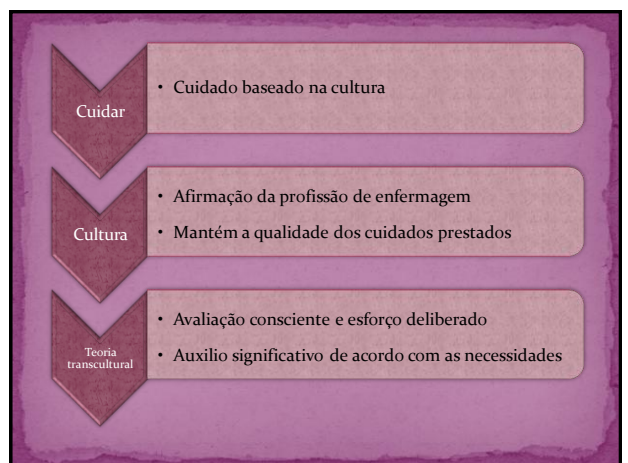 Cuidar
• Cuidado baseado na cultura
Cultura
• Afirmação da profissão de enfermagem
• Mantém a qualidade dos cuidados prestados
Teoria
transcultural
• Avaliação consciente e esforço deliberado
• Auxilio significativo de acordo com as necessidades